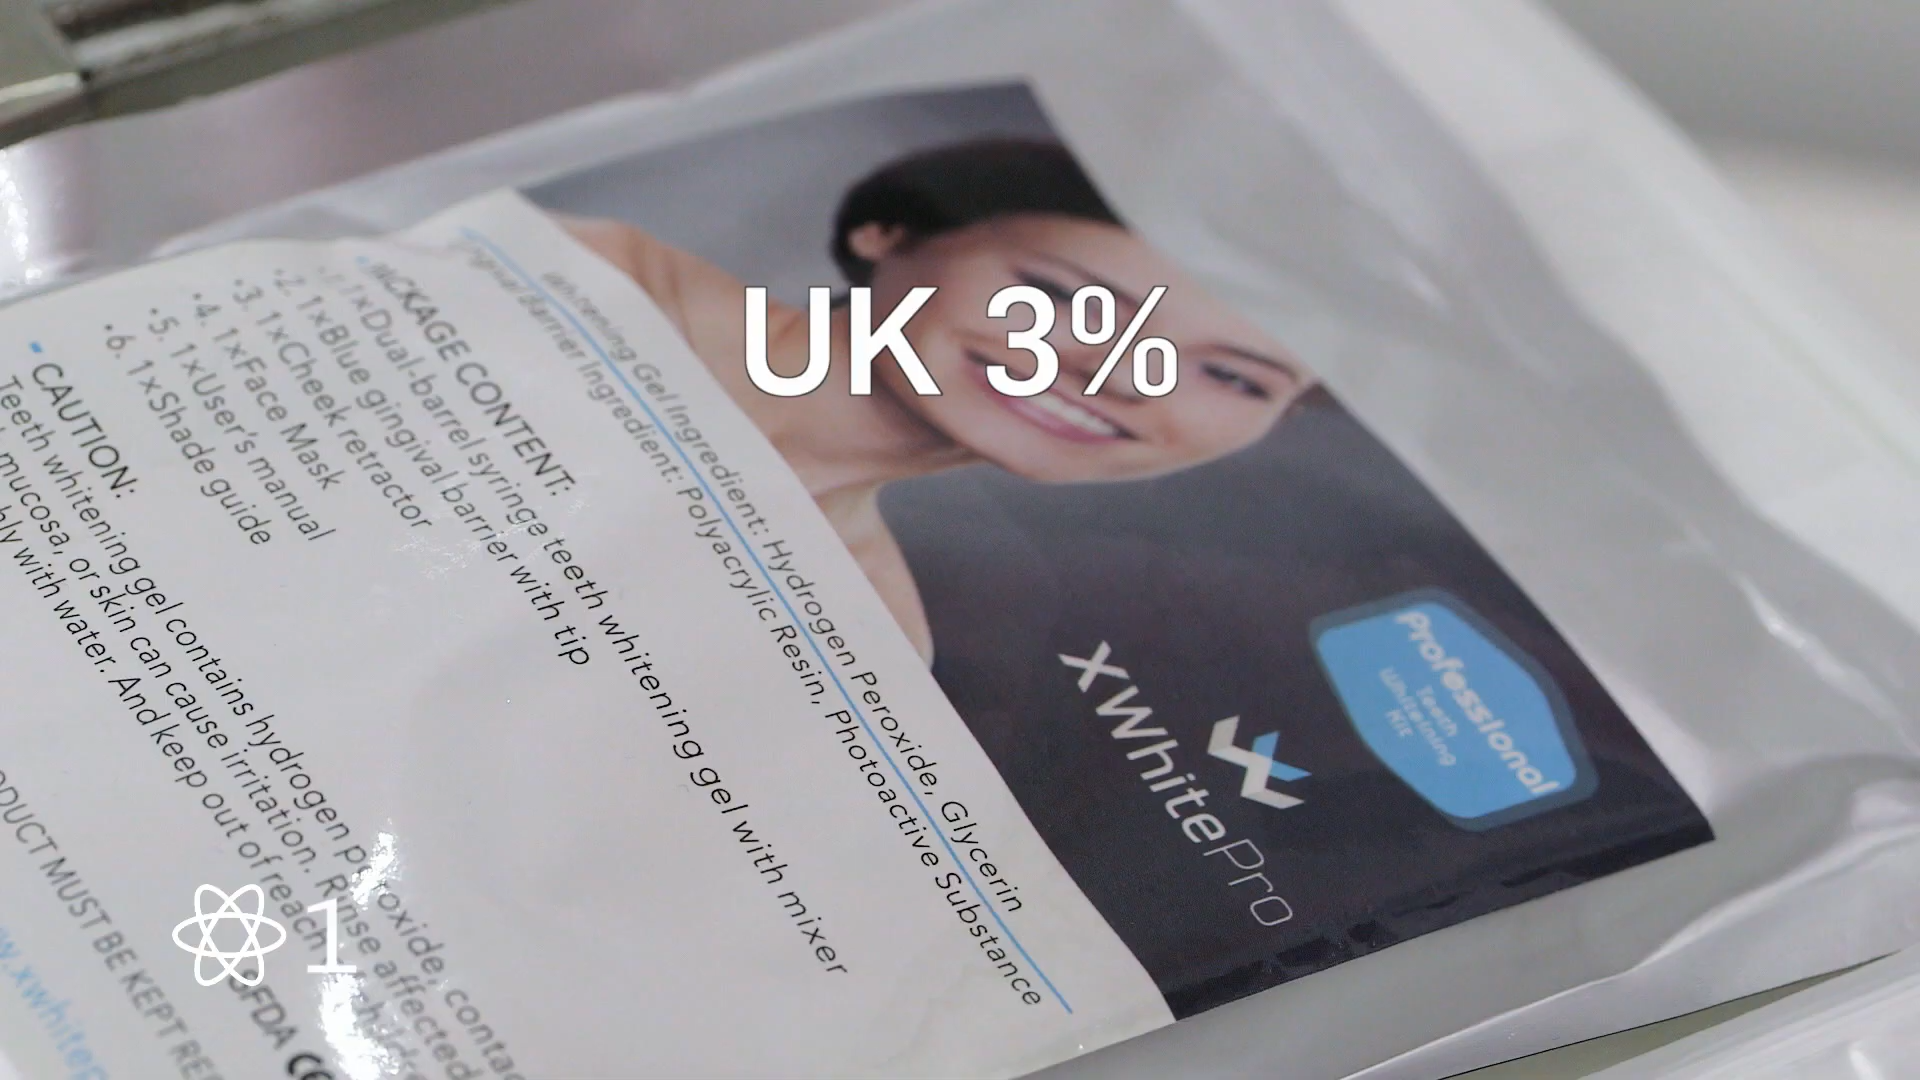 UK 3%
Professional
Teeth
Whitening
Kit
xWhitePro
Whitening Gel Ingredient: Hydrogen Peroxide, Glycerin
Barrier Ingredient: Polyacrylic Resin, Photoactive Substance
PACKAGE CONTENT:
1×Dual-barrel syringe teeth whitening gel with mixer
•2. 1×Blue gingival barrier with tip
•3. 1×Cheek retractor
•4. 1×Face Mask
•5. 1×User's manual
•6. 1×Shade guide
• CAUTION:
Teeth whitening gel contains hydrogen peroxide, contac
mucosa, or skin can cause irritation. Rinse affected
with water. And keep out of reach
MUST BE KEPT
SFDA CE
1